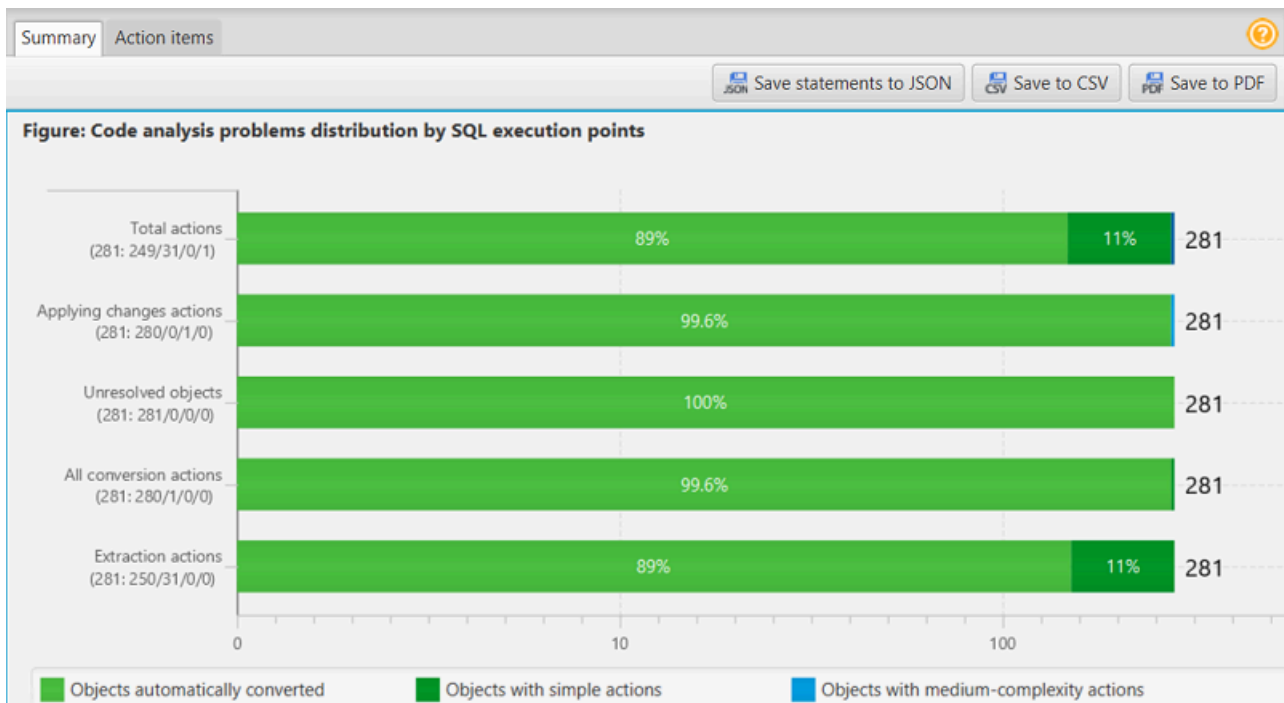 Summary
Action items
Save statements to JSON
Save to CSV
Save to PDF
Figure: Code analysis problems distribution by SQL execution points
Total actions
(281: 249/31/0/1)
89%
11%
281
Applying changes actions
(281: 280/0/1/0)
99.6%
281
Unresolved objects
(281: 281/0/0/0)
100%
281
All conversion actions
(281: 280/1/0/0)
99.6%
281
Extraction actions
(281: 250/31/0/0)
89%
11%
281
0
10
100
Objects automatically converted
Objects with simple actions
Objects with medium-complexity actions